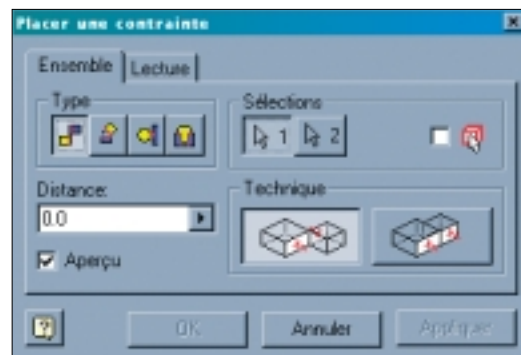 Placer une contrainte
Ensemble Lecture
Type
Sélections
1 2
Distance:
0.0
Technique
Aperçu
OK Annuler Appliquer